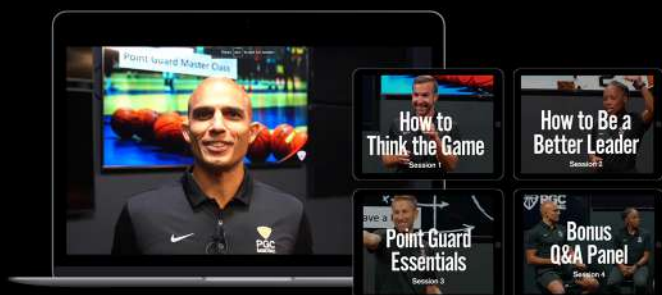 Point Guard Master Class
PGC
How to
Think the Game
Session 1
How to Be a
Better Leader
Session 2
Point Guard
Essentials
Session 3
PGC
Bonus
Q&A Panel
Session 4